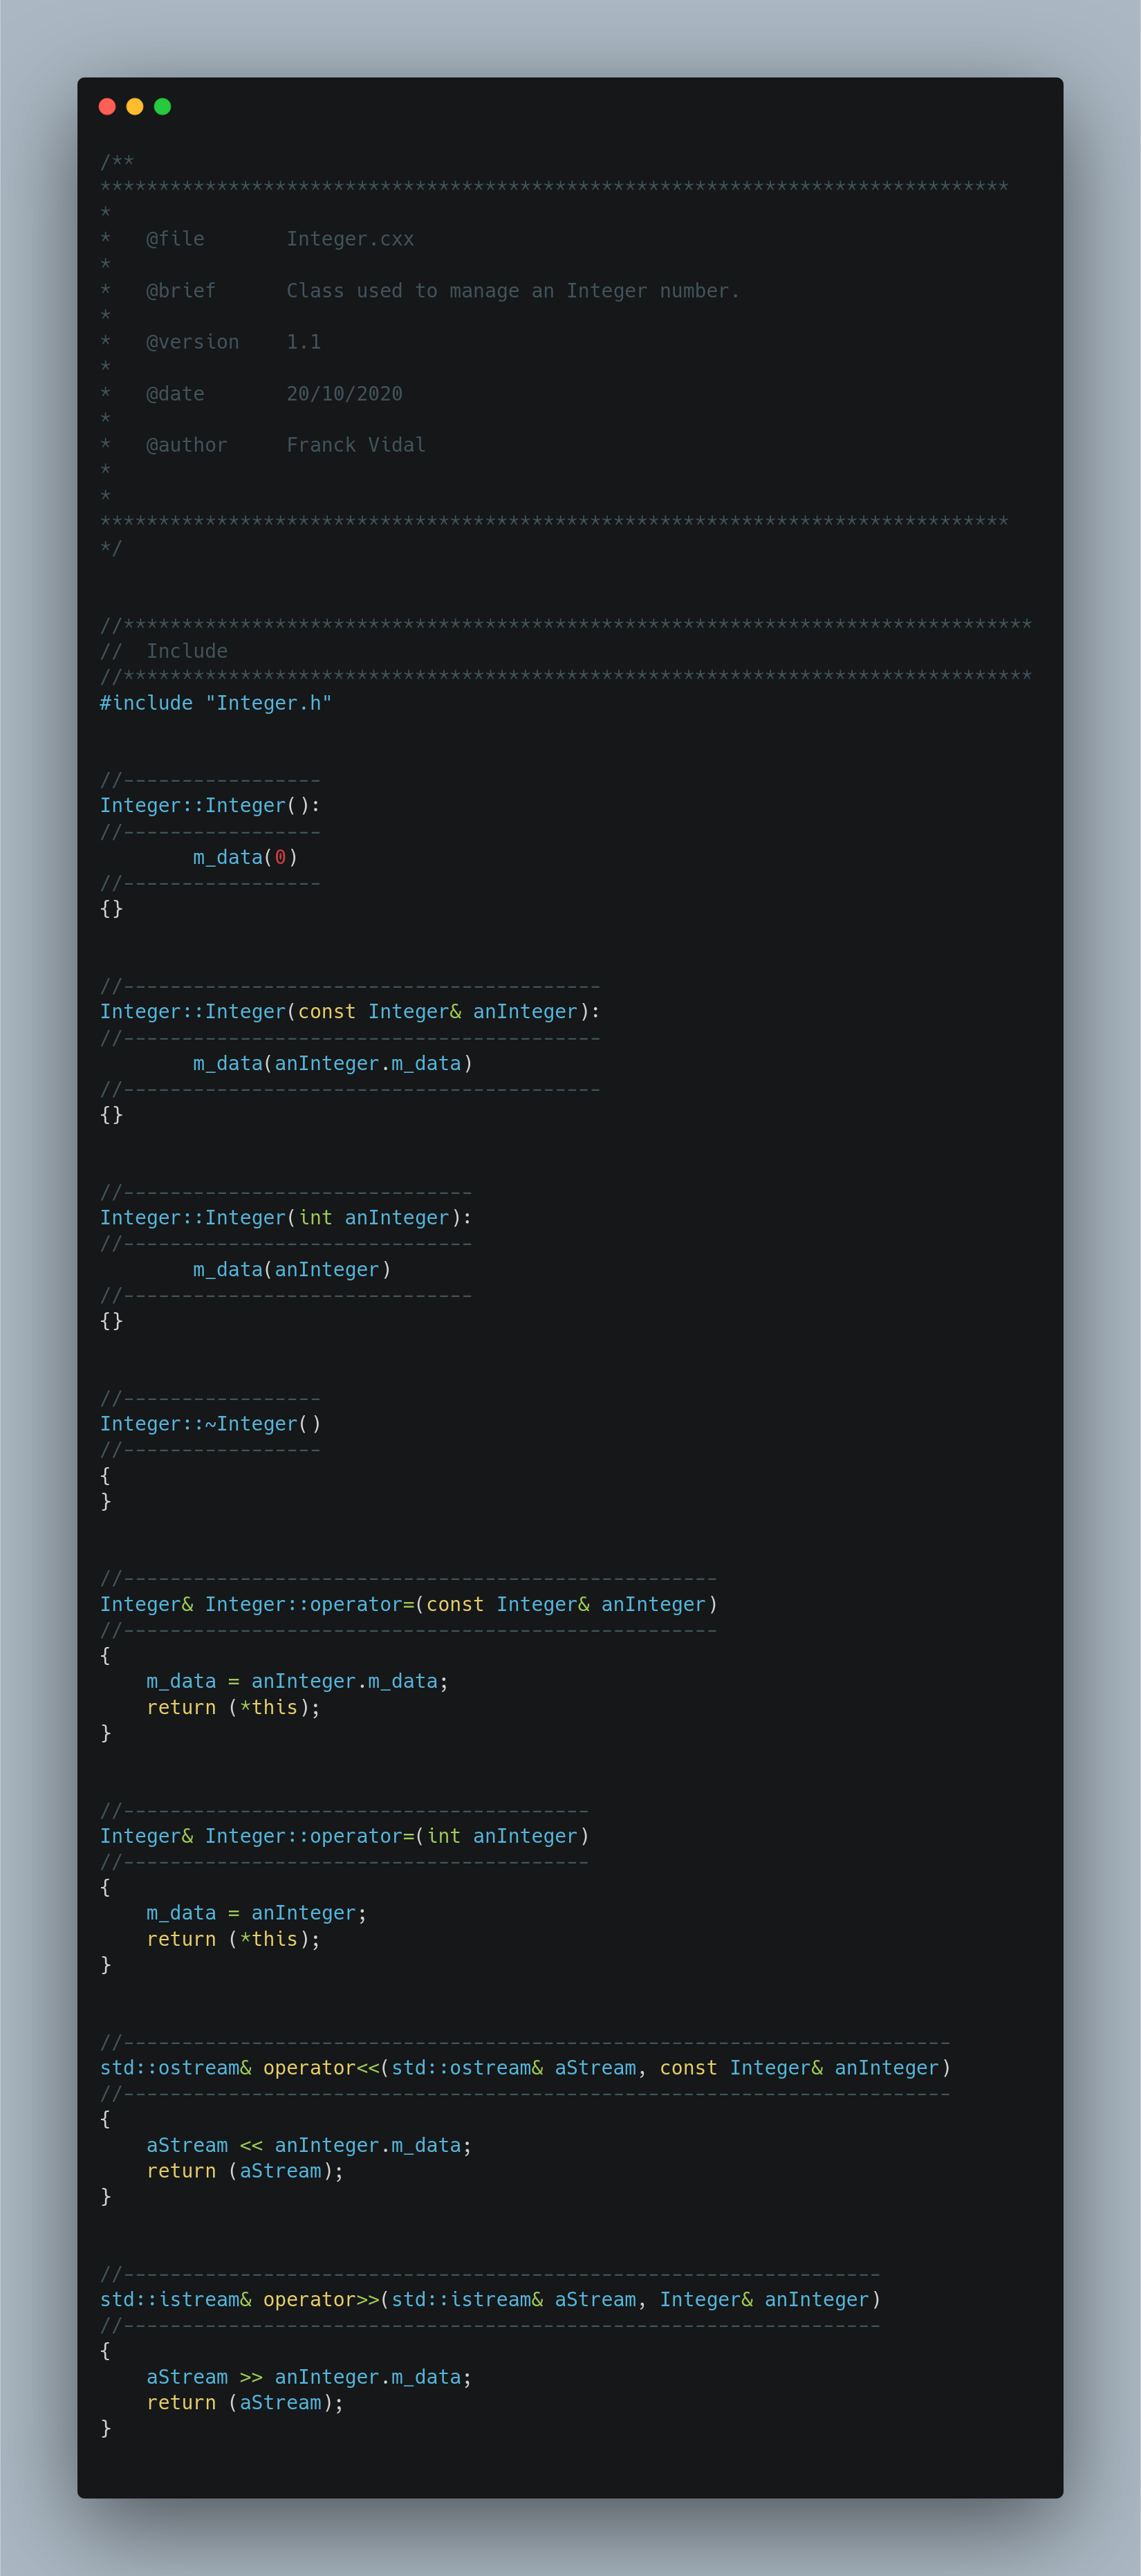 /**
******************************************************************************
*
*   @file       Integer.cxx
*
*   @brief      Class used to manage an Integer number.
*
*   @version    1.1
*
*   @date       20/10/2020
*
*   @author     Franck Vidal
*
*
******************************************************************************
*/


//******************************************************************************
//  Include
//******************************************************************************
#include "Integer.h"


//-----------------
Integer::Integer():
//-----------------
        m_data(0)
//-----------------
{}


//-----------------------------------------
Integer::Integer(const Integer& anInteger):
//-----------------------------------------
        m_data(anInteger.m_data)
//-----------------------------------------
{}


//------------------------------
Integer::Integer(int anInteger):
//------------------------------
        m_data(anInteger)
//------------------------------
{}


//-----------------
Integer::~Integer()
//-----------------
{
}


//---------------------------------------------------
Integer& Integer::operator=(const Integer& anInteger)
//---------------------------------------------------
{
    m_data = anInteger.m_data;
    return (*this);
}


//----------------------------------------
Integer& Integer::operator=(int anInteger)
//----------------------------------------
{
    m_data = anInteger;
    return (*this);
}


//-----------------------------------------------------------------------
std::ostream& operator<<(std::ostream& aStream, const Integer& anInteger)
//-----------------------------------------------------------------------
{
    aStream << anInteger.m_data;
    return (aStream);
}


//-----------------------------------------------------------------
std::istream& operator>>(std::istream& aStream, Integer& anInteger)
//-----------------------------------------------------------------
{
    aStream >> anInteger.m_data;
    return (aStream);
}